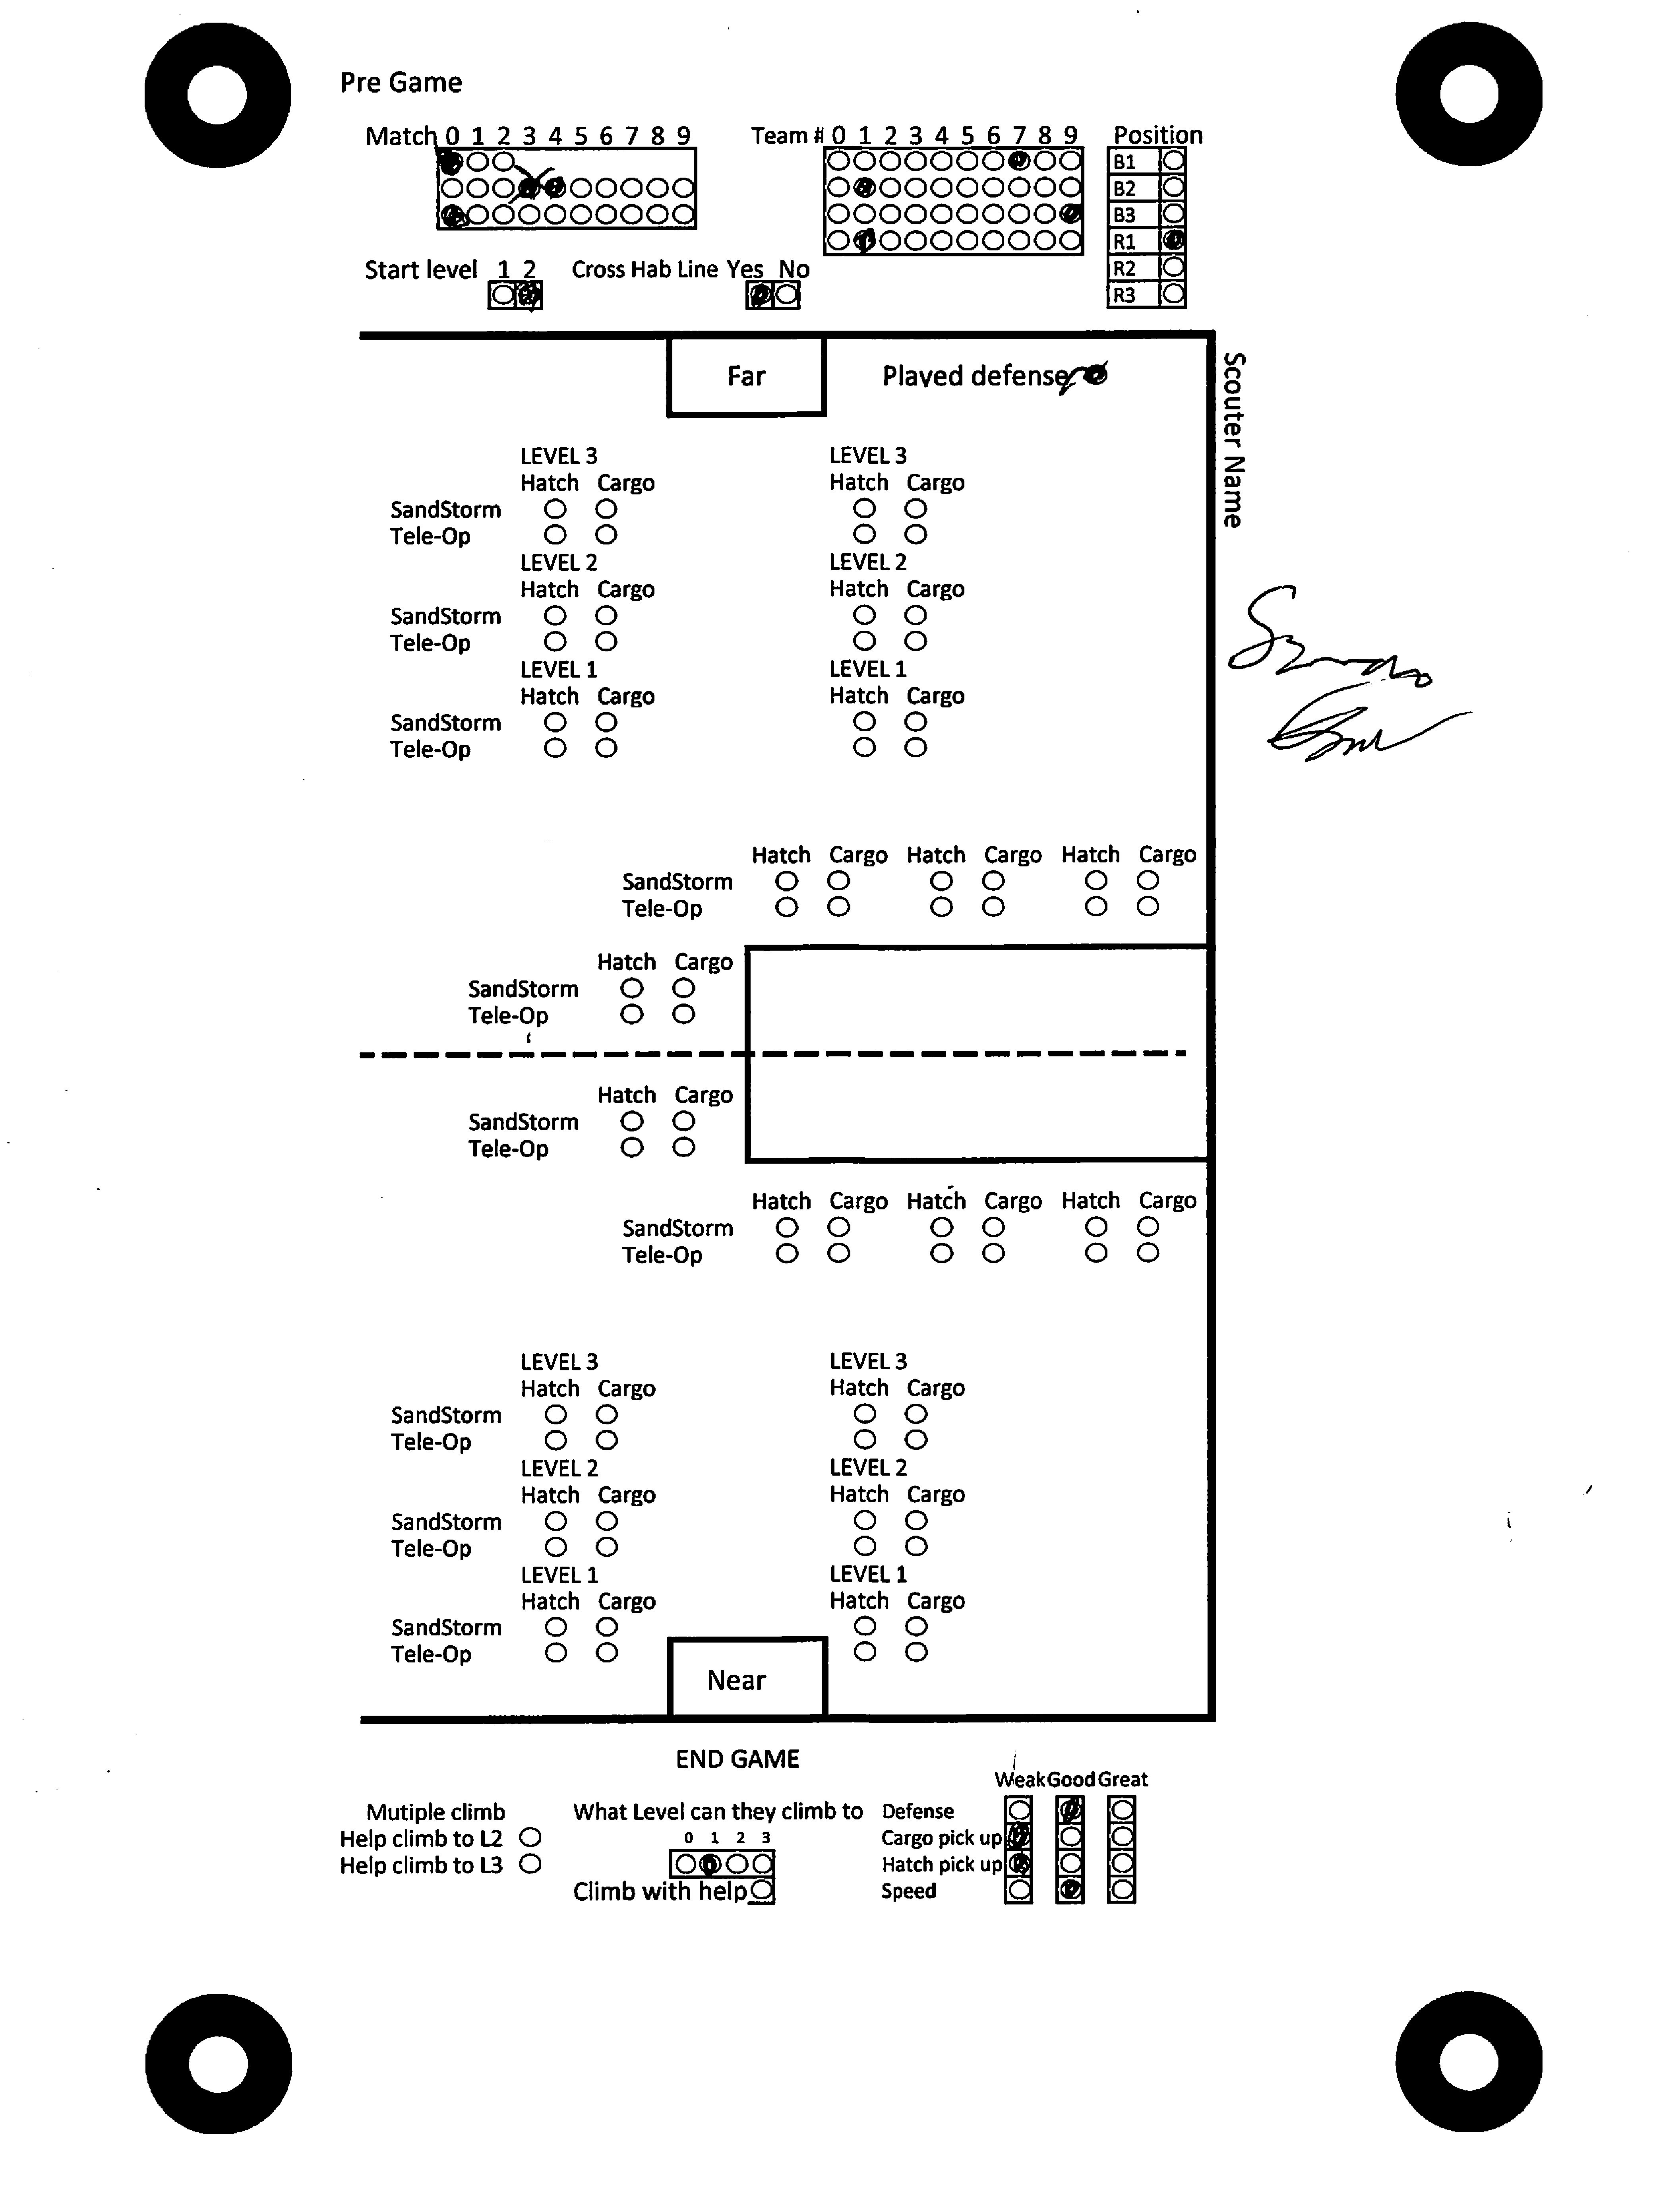 Pre Game
Match 0 1 2 3 4 5 6 7 8 9
Team # 0 1 2 3 4 5 6 7 8 9
Position
B1
B2
B3
R1
R2
R3
Start level 1 2
Cross Hab Line Yes No
Far
Played defense
Scouter Name
LEVEL 3 LEVEL 3
Hatch Cargo Hatch Cargo
SandStorm
Tele-Op
LEVEL 2 LEVEL 2
Hatch Cargo Hatch Cargo
SandStorm
Tele-Op
LEVEL 1 LEVEL 1
Hatch Cargo Hatch Cargo
SandStorm
Tele-Op
Hatch Cargo Hatch Cargo Hatch Cargo
SandStorm
Tele-Op
Hatch Cargo
SandStorm
Tele-Op
Hatch Cargo
SandStorm
Tele-Op
Hatch Cargo Hatch Cargo Hatch Cargo
SandStorm
Tele-Op
LEVEL 3 LEVEL 3
Hatch Cargo Hatch Cargo
SandStorm
Tele-Op
LEVEL 2 LEVEL 2
Hatch Cargo Hatch Cargo
SandStorm
Tele-Op
LEVEL 1 LEVEL 1
Hatch Cargo Hatch Cargo
SandStorm
Tele-Op
Near
END GAME
Mutiple climb
Help climb to L2
Help climb to L3
What Level can they climb to
0 1 2 3
Climb with help
Weak Good Great
Defense
Cargo pick up
Hatch pick up
Speed